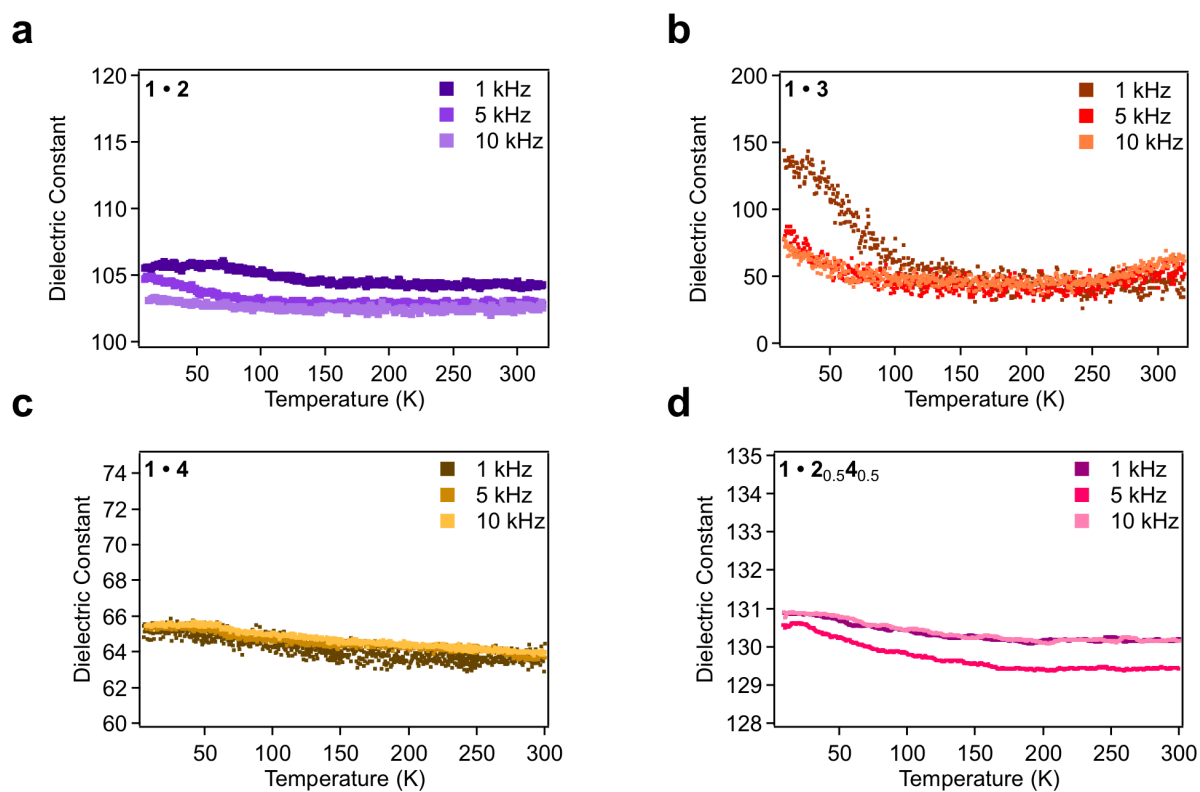 a
120
115
110
105
100
Dielectric Constant
1 • 2
1 kHz
5 kHz
10 kHz
50 100 150 200 250 300
Temperature (K)
b
200
150
100
50
0
Dielectric Constant
1 • 3
1 kHz
5 kHz
10 kHz
50 100 150 200 250 300
Temperature (K)
c
74
72
70
68
66
64
62
60
Dielectric Constant
1 • 4
1 kHz
5 kHz
10 kHz
50 100 150 200 250 300
Temperature (K)
d
135
134
133
132
131
130
129
128
Dielectric Constant
1 • 2₀.₅4₀.₅
1 kHz
5 kHz
10 kHz
50 100 150 200 250 300
Temperature (K)